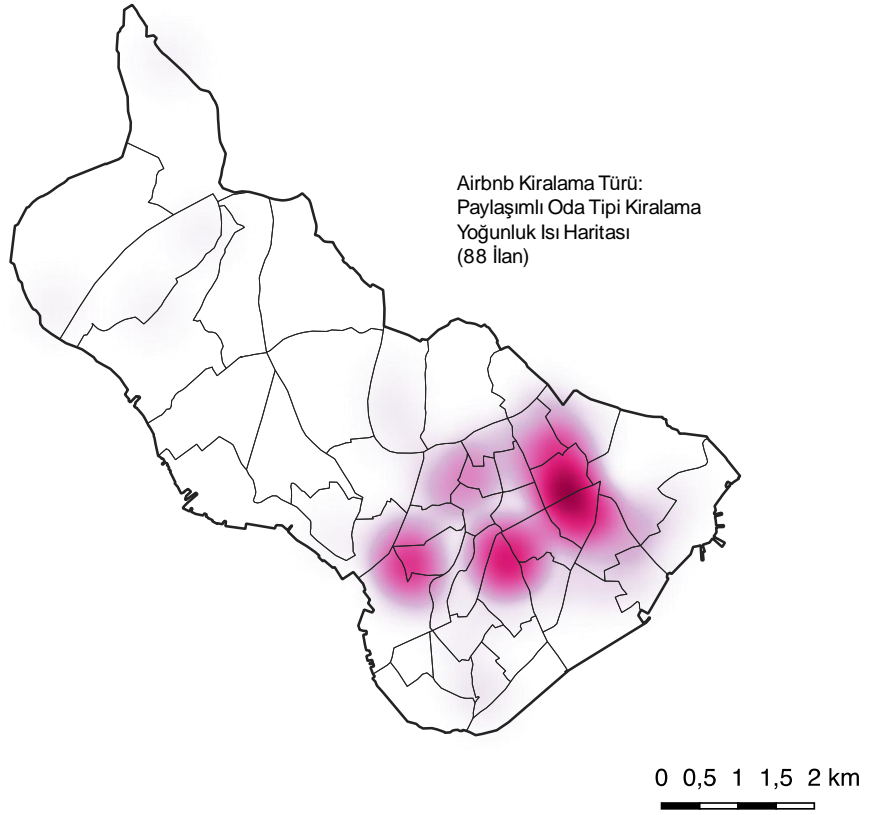 Airbnb Kiralama Türü:
Paylaşımlı Oda Tipi Kiralama
Yoğunluk Isı Haritası
(88 İlan)
0 0,5 1 1,5 2 km